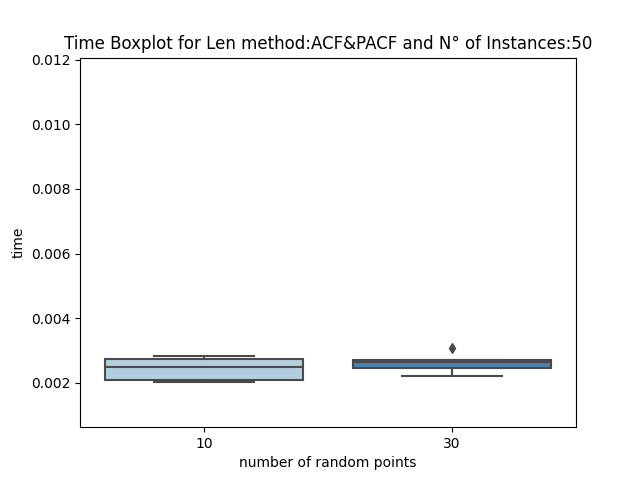 Time Boxplot for Len method:ACF&PACF and N° of Instances:50
0.012
0.010
0.008
0.006
0.004
0.002
time
10 30
number of random points